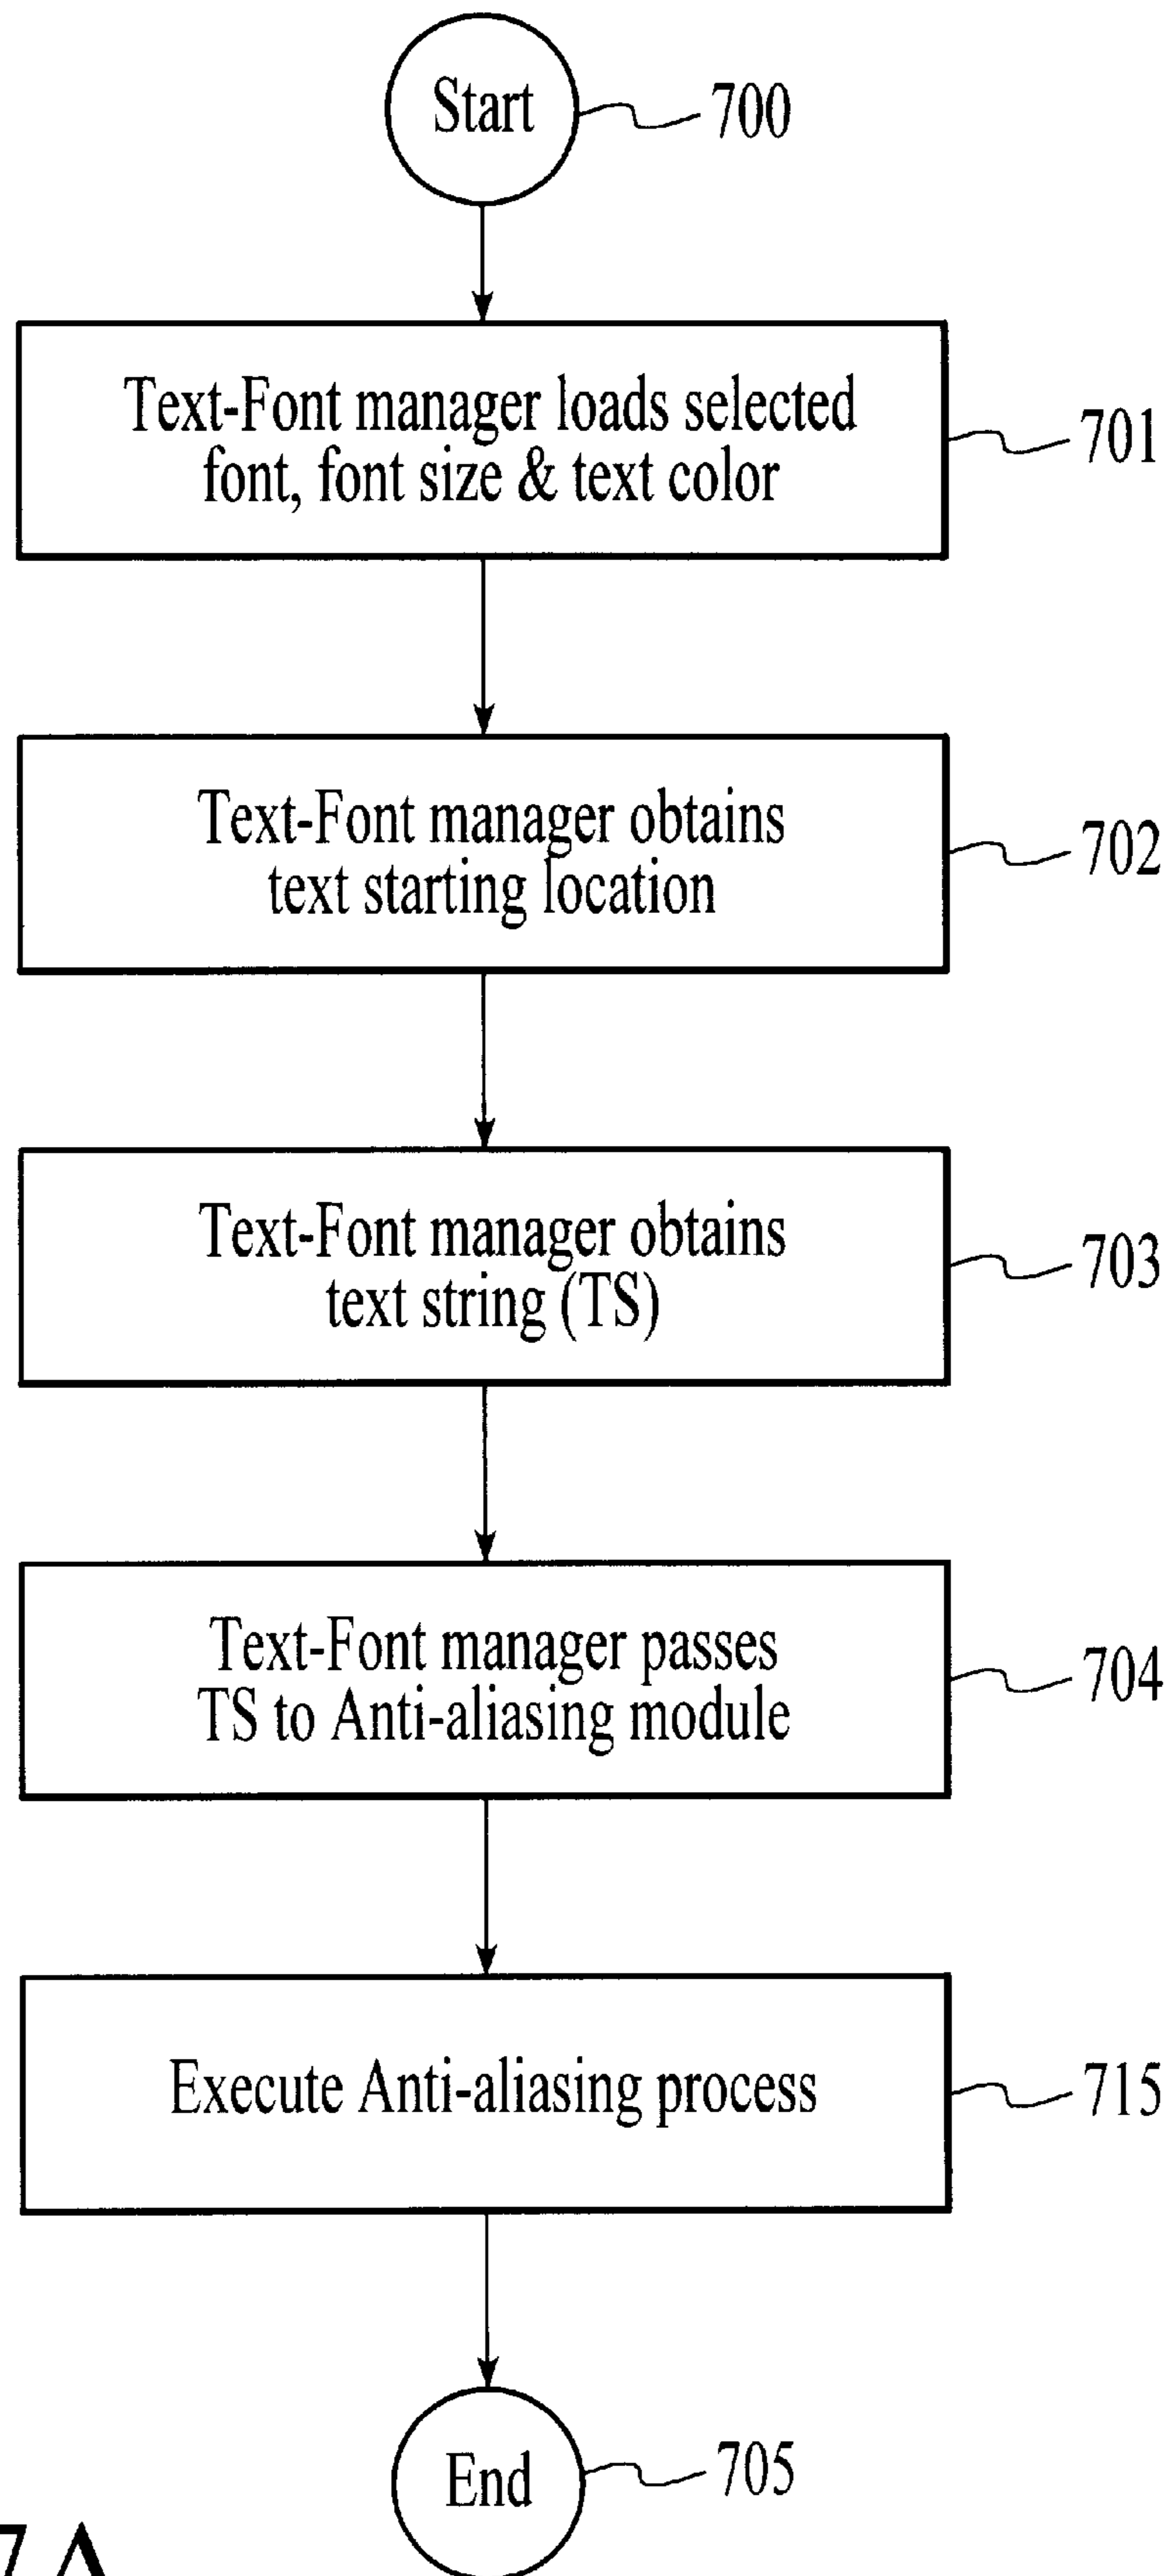 Start
700
Text-Font manager loads selected
font, font size & text color
701
Text-Font manager obtains
text starting location
702
Text-Font manager obtains
text string (TS)
703
Text-Font manager passes
TS to Anti-aliasing module
704
Execute Anti-aliasing process
715
End
705
7A